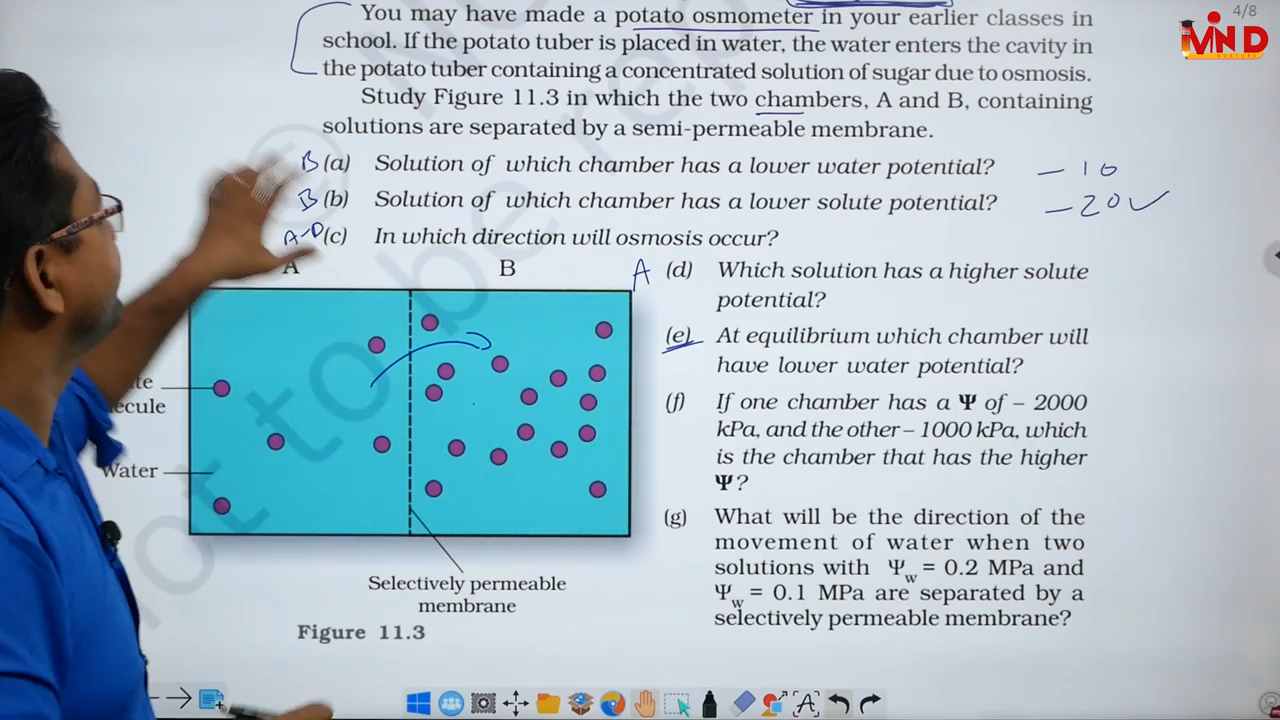 4/8
MIND
NURTURE
You may have made a potato osmometer in your earlier classes in
school. If the potato tuber is placed in water, the water enters the cavity in
the potato tuber containing a concentrated solution of sugar due to osmosis.
Study Figure 11.3 in which the two chambers, A and B, containing
solutions are separated by a semi-permeable membrane.
B (a) Solution of which chamber has a lower water potential? – 10
B (b) Solution of which chamber has a lower solute potential? – 20 ✓
(c) In which direction will osmosis occur?
A B
A (d) Which solution has a higher solute
potential?
(e) At equilibrium which chamber will
have lower water potential?
(f) If one chamber has a Ψ of – 2000
kPa, and the other – 1000 kPa, which
is the chamber that has the higher
Ψ?
(g) What will be the direction of the
movement of water when two
solutions with Ψw = 0.2 MPa and
Ψw = 0.1 MPa are separated by a
selectively permeable membrane?
Water
Selectively permeable
membrane
Figure 11.3
not to be